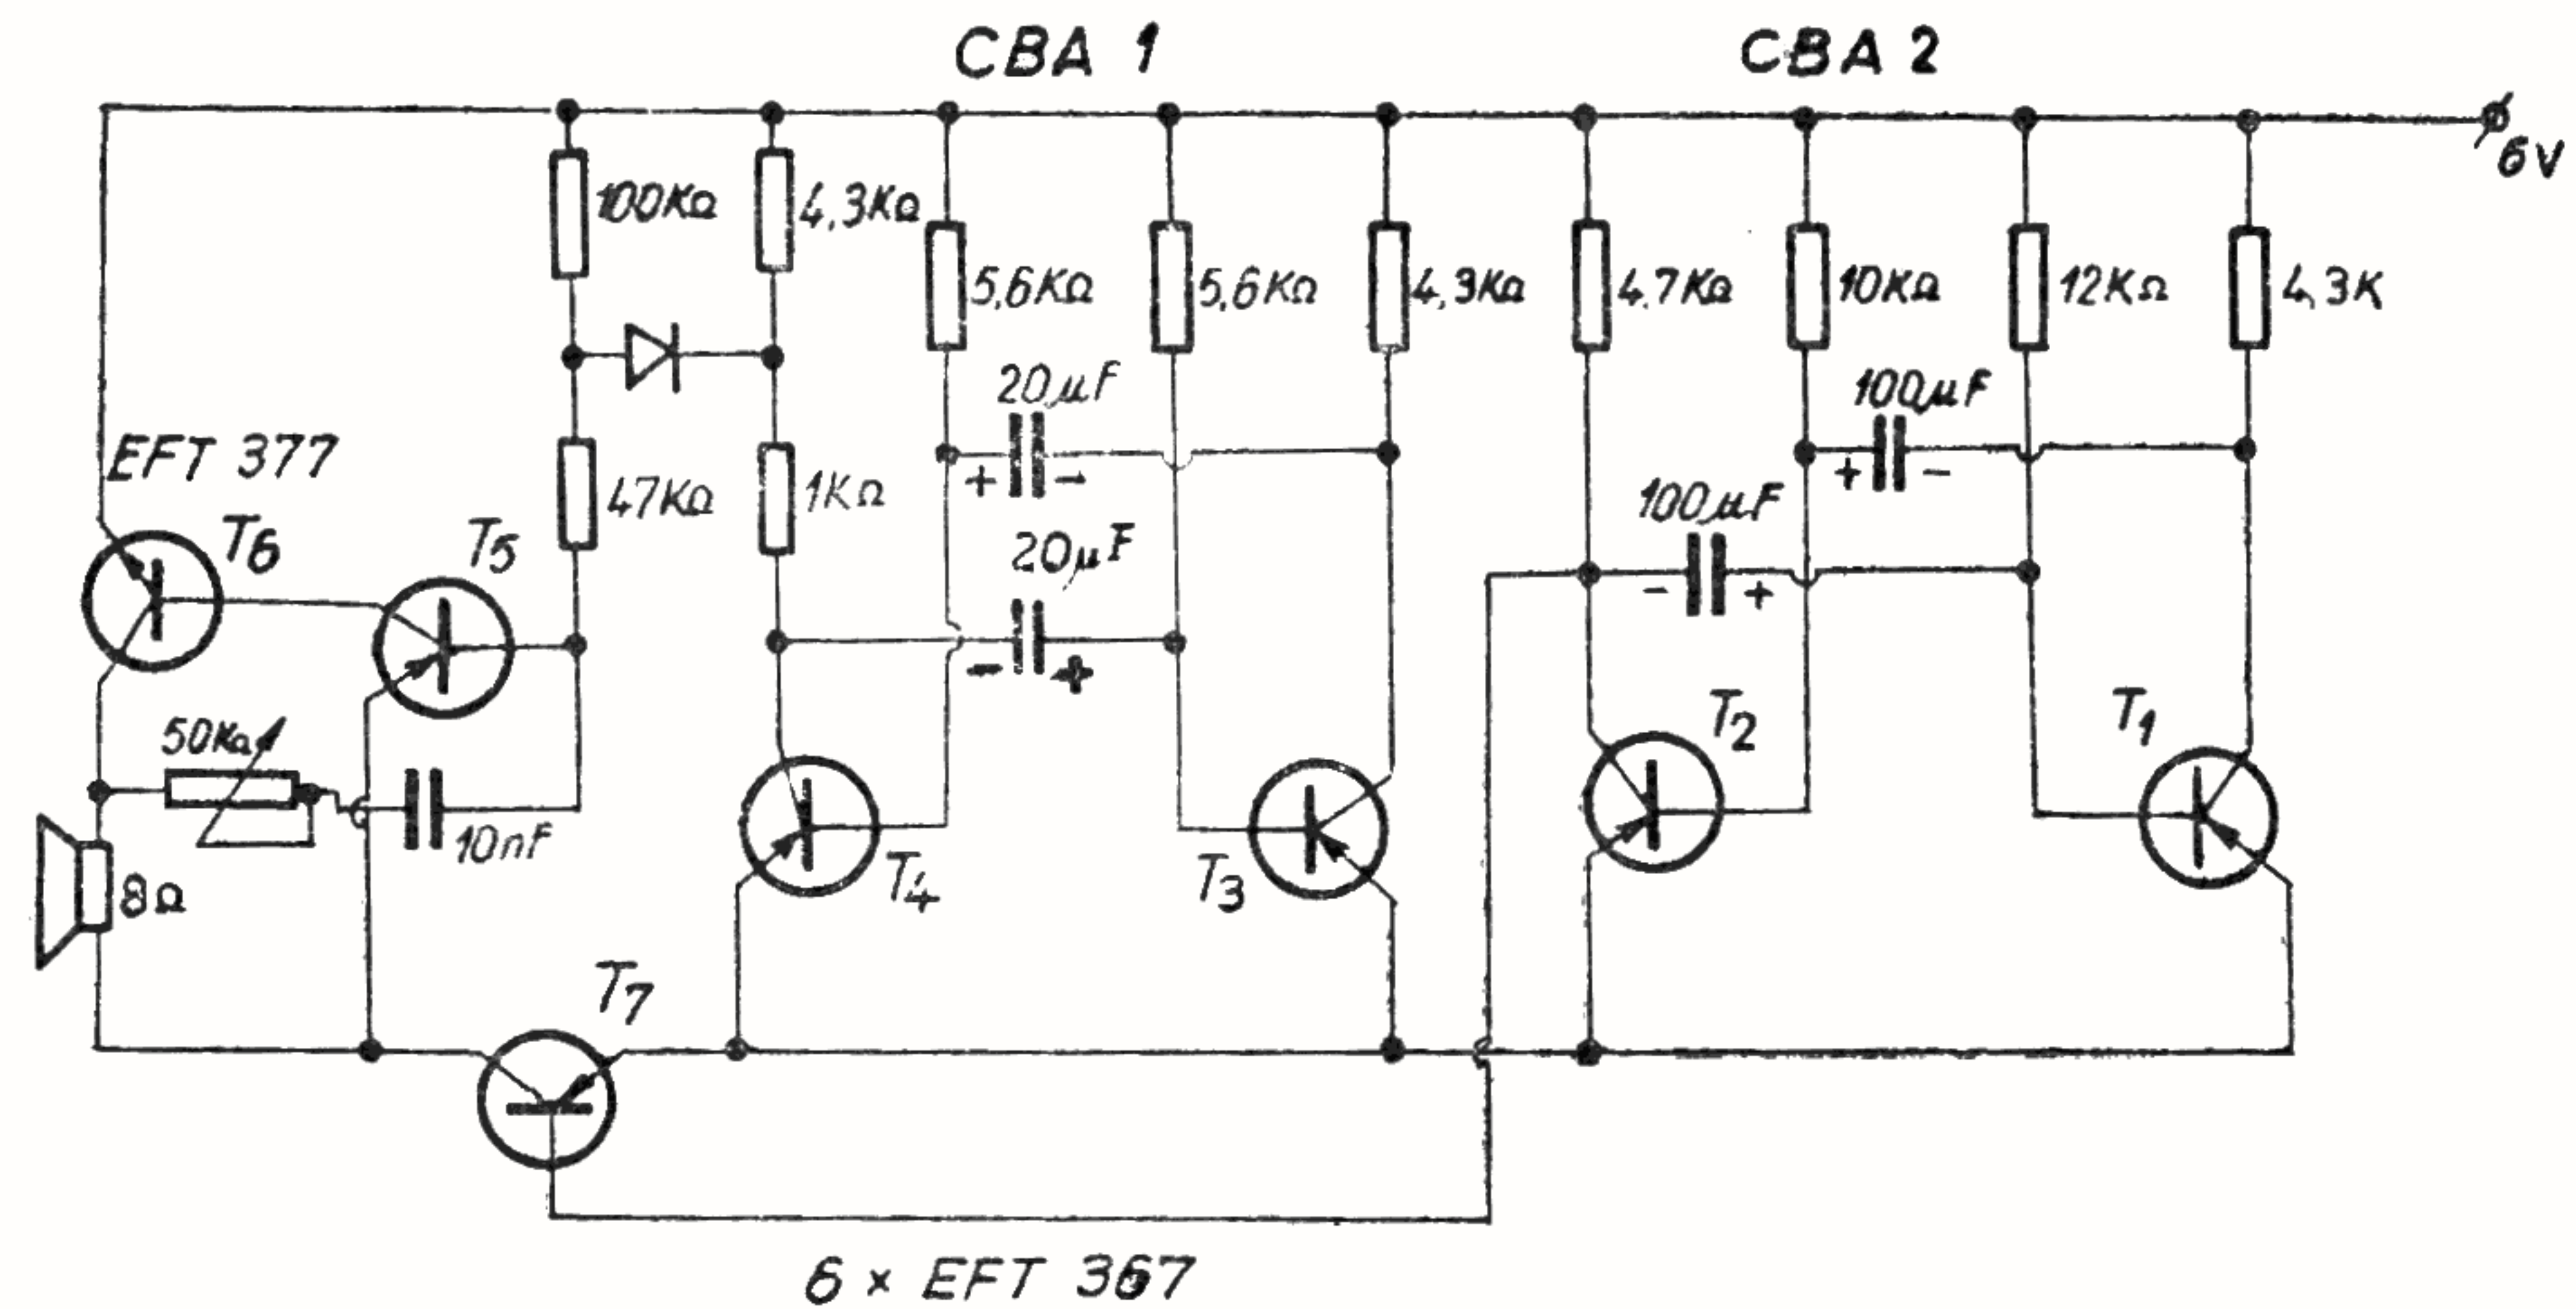 CBA 1
CBA 2
6V
100KΩ
4,3KΩ
5,6KΩ
5,6KΩ
4,3KΩ
4,7KΩ
10KΩ
12KΩ
4,3K
20μF
+ -
100μF
+ -
EFT 377
T6
T5
47KΩ
1KΩ
20μF
- +
100μF
- +
50KΩ
10nF
8Ω
T4
T3
T2
T1
T7
6 x EFT 367